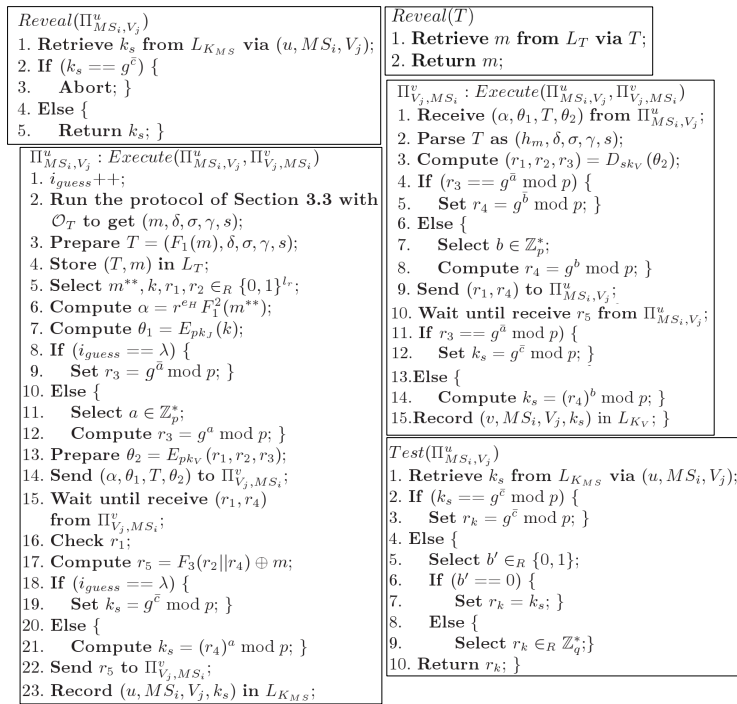 Reveal(Π^u_{MS_i,V_j})
1. Retrieve k_s from L_{K_{MS}} via (u, MS_i, V_j);
2. If (k_s == g^{c̄}) {
3. Abort; }
4. Else {
5. Return k_s; }
Π^u_{MS_i,V_j} : Execute(Π^u_{MS_i,V_j}, Π^v_{V_j,MS_i})
1. i_{guess}++;
2. Run the protocol of Section 3.3 with
O_T to get (m, δ, σ, γ, s);
3. Prepare T = (F_1(m), δ, σ, γ, s);
4. Store (T, m) in L_T;
5. Select m^{**}, k, r_1, r_2 ∈_R {0, 1}^{l_r};
6. Compute α = r^{e_H} F_1^2(m^{**});
7. Compute θ_1 = E_{pk_J}(k);
8. If (i_{guess} == λ) {
9. Set r_3 = g^{ā} mod p; }
10. Else {
11. Select a ∈ Z_p^*;
12. Compute r_3 = g^a mod p; }
13. Prepare θ_2 = E_{pk_V}(r_1, r_2, r_3);
14. Send (α, θ_1, T, θ_2) to Π^v_{V_j,MS_i};
15. Wait until receive (r_1, r_4)
from Π^v_{V_j,MS_i};
16. Check r_1;
17. Compute r_5 = F_3(r_2||r_4) ⊕ m;
18. If (i_{guess} == λ) {
19. Set k_s = g^{c̄} mod p; }
20. Else {
21. Compute k_s = (r_4)^a mod p; }
22. Send r_5 to Π^v_{V_j,MS_i};
23. Record (u, MS_i, V_j, k_s) in L_{K_{MS}};
Reveal(T)
1. Retrieve m from L_T via T;
2. Return m;
Π^v_{V_j,MS_i} : Execute(Π^u_{MS_i,V_j}, Π^v_{V_j,MS_i})
1. Receive (α, θ_1, T, θ_2) from Π^u_{MS_i,V_j};
2. Parse T as (h_m, δ, σ, γ, s);
3. Compute (r_1, r_2, r_3) = D_{sk_V}(θ_2);
4. If (r_3 == g^{ā} mod p) {
5. Set r_4 = g^{b̄} mod p; }
6. Else {
7. Select b ∈ Z_p^*;
8. Compute r_4 = g^b mod p; }
9. Send (r_1, r_4) to Π^u_{MS_i,V_j};
10. Wait until receive r_5 from Π^u_{MS_i,V_j};
11. If r_3 == g^{ā} mod p) {
12. Set k_s = g^{c̄} mod p; }
13.Else {
14. Compute k_s = (r_4)^b mod p; }
15.Record (v, MS_i, V_j, k_s) in L_{K_V}; }
Test(Π^u_{MS_i,V_j})
1. Retrieve k_s from L_{K_{MS}} via (u, MS_i, V_j);
2. If (k_s == g^{c̄} mod p) {
3. Set r_k = g^{c̄} mod p; }
4. Else {
5. Select b′ ∈_R {0, 1};
6. If (b′ == 0) {
7. Set r_k = k_s; }
8. Else {
9. Select r_k ∈_R Z_q^*;}
10. Return r_k; }